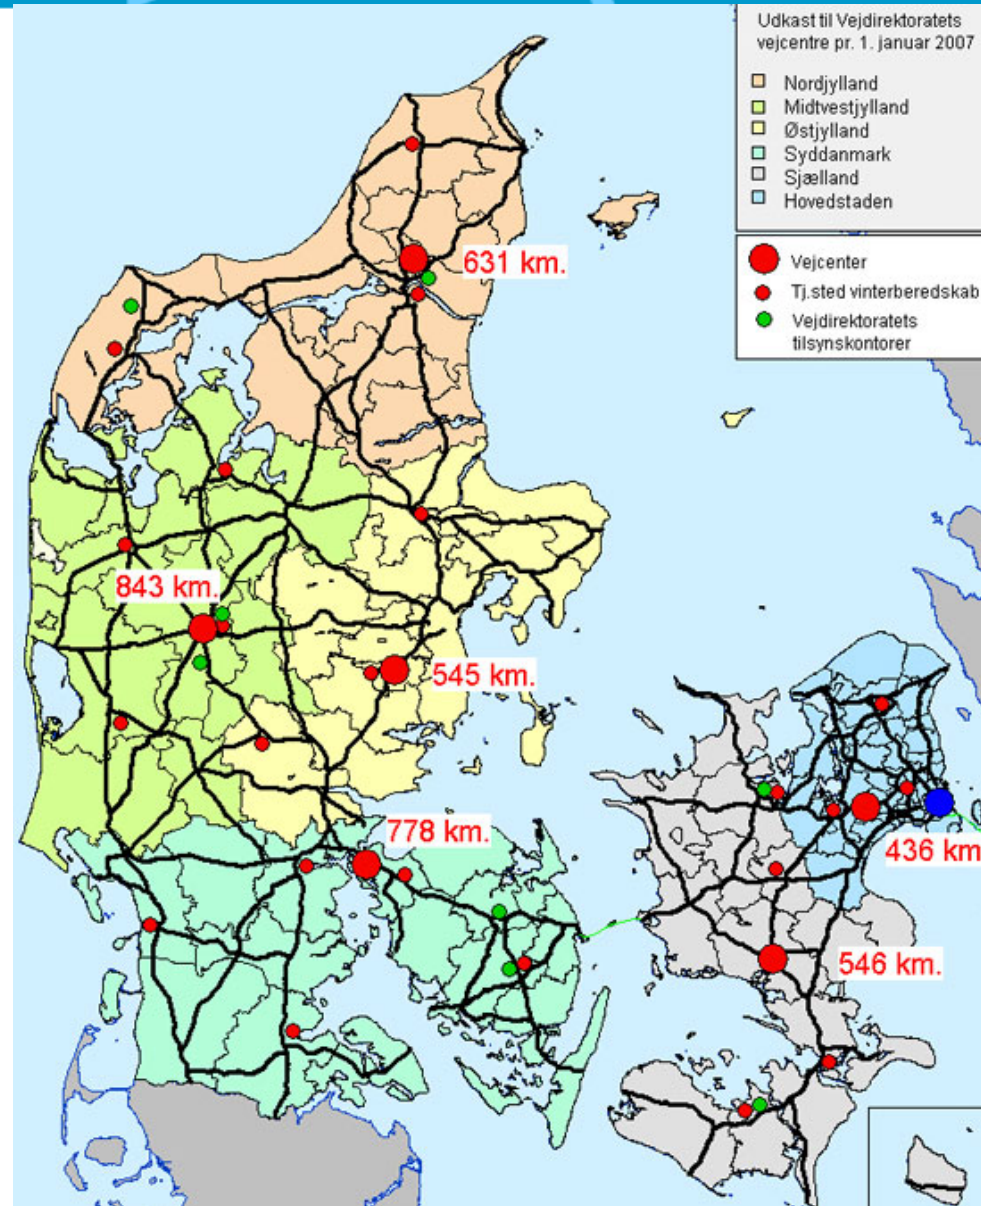 Udkast til Vejdirektoratets
vejcentre pr. 1. januar 2007
Nordjylland
Midtvestjylland
Østjylland
Syddanmark
Sjælland
Hovedstaden
Vejcenter
Tj.sted vinterberedskab
Vejdirektoratets
tilsynskontorer
631 km.
843 km.
545 km.
778 km.
436 km
546 km.